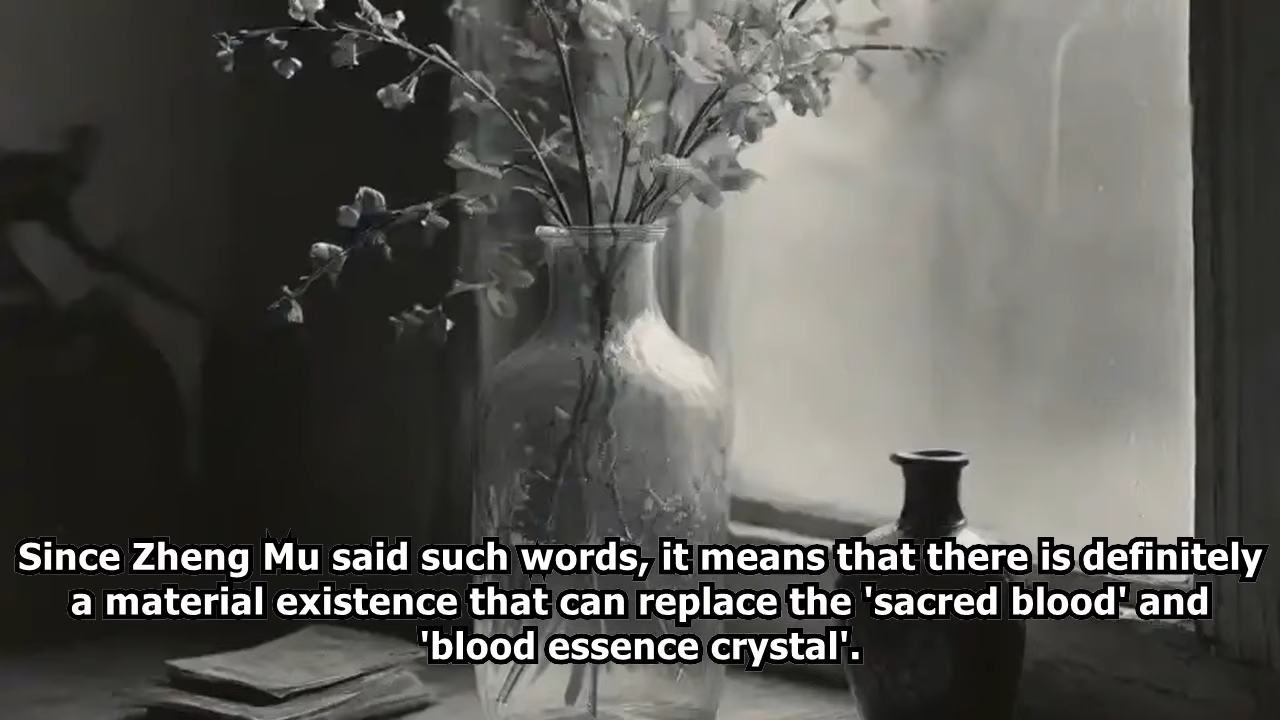 Since Zheng Mu said such words, it means that there is definitely
a material existence that can replace the 'sacred blood' and
'blood essence crystal'.